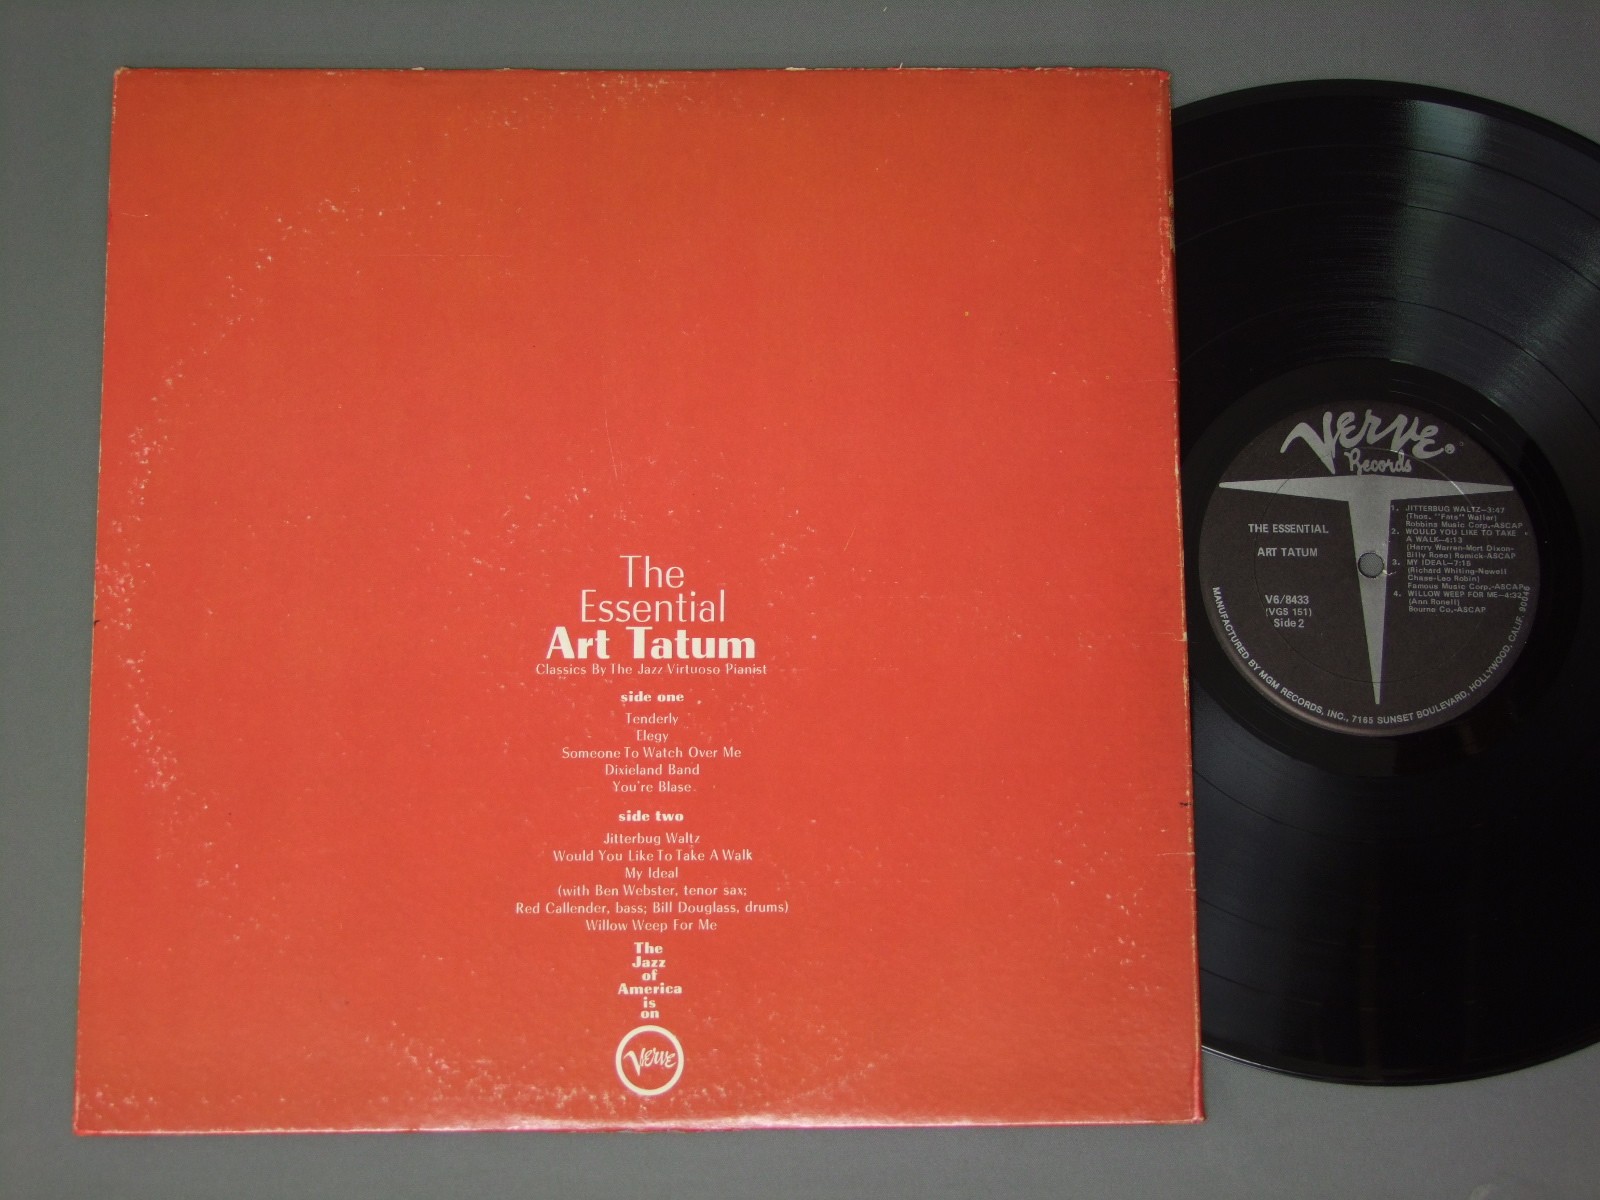 The
Essential
Art Tatum
Classics By The Jazz Virtuoso Pianist
side one
Tenderly
Elegy
Someone To Watch Over Me
Dixieland Band
You're Blase
side two
Jitterbug Waltz
Would You Like To Take A Walk
My Ideal
(with Ben Webster, tenor sax;
Red Callender, bass; Bill Douglass, drums)
Willow Weep For Me
The
Jazz
of
America
is
on
Verve
VERVE
Records
THE ESSENTIAL
ART TATUM
V6/8433
(VGS 151)
Side 2
1. JITTERBUG WALTZ—3:47
(Thos. "Fats" Waller)
Robbins Music Corp.-ASCAP
2. WOULD YOU LIKE TO TAKE
A WALK—4:13
(Harry Warren-Mort Dixon-
Billy Rose) Remick-ASCAP
3. MY IDEAL—7:15
(Richard Whiting-Newell
Chase-Leo Robin)
Famous Music Corp.-ASCAP
4. WILLOW WEEP FOR ME—4:32
(Ann Ronell)
Bourne Co.-ASCAP
MANUFACTURED BY MGM RECORDS, INC., 7165 SUNSET BOULEVARD, HOLLYWOOD, CALIF. 90046